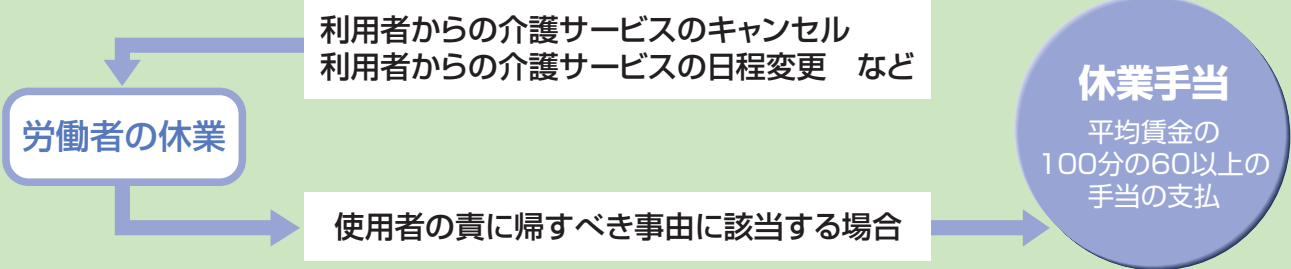 利用者からの介護サービスのキャンセル
利用者からの介護サービスの日程変更　など
労働者の休業
使用者の責に帰すべき事由に該当する場合
休業手当
平均賃金の
100分の60以上の
手当の支払